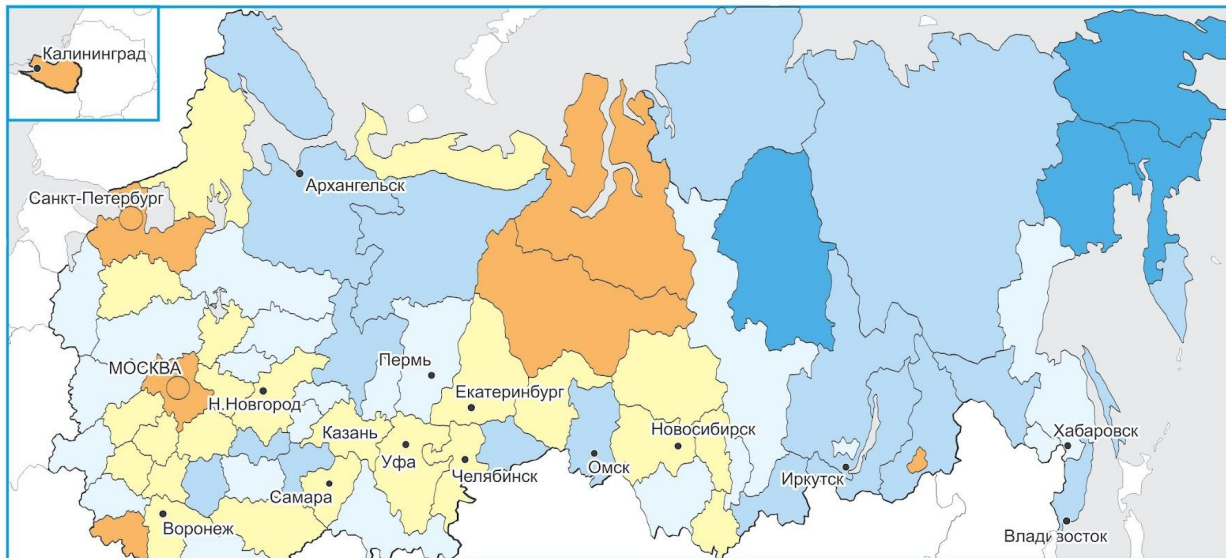 Калининград
Санкт-Петербург
Архангельск
МОСКВА
Н.Новгород
Пермь
Екатеринбург
Казань
Уфа
Челябинск
Самара
Воронеж
Омск
Новосибирск
Иркутск
Хабаровск
Владивосток